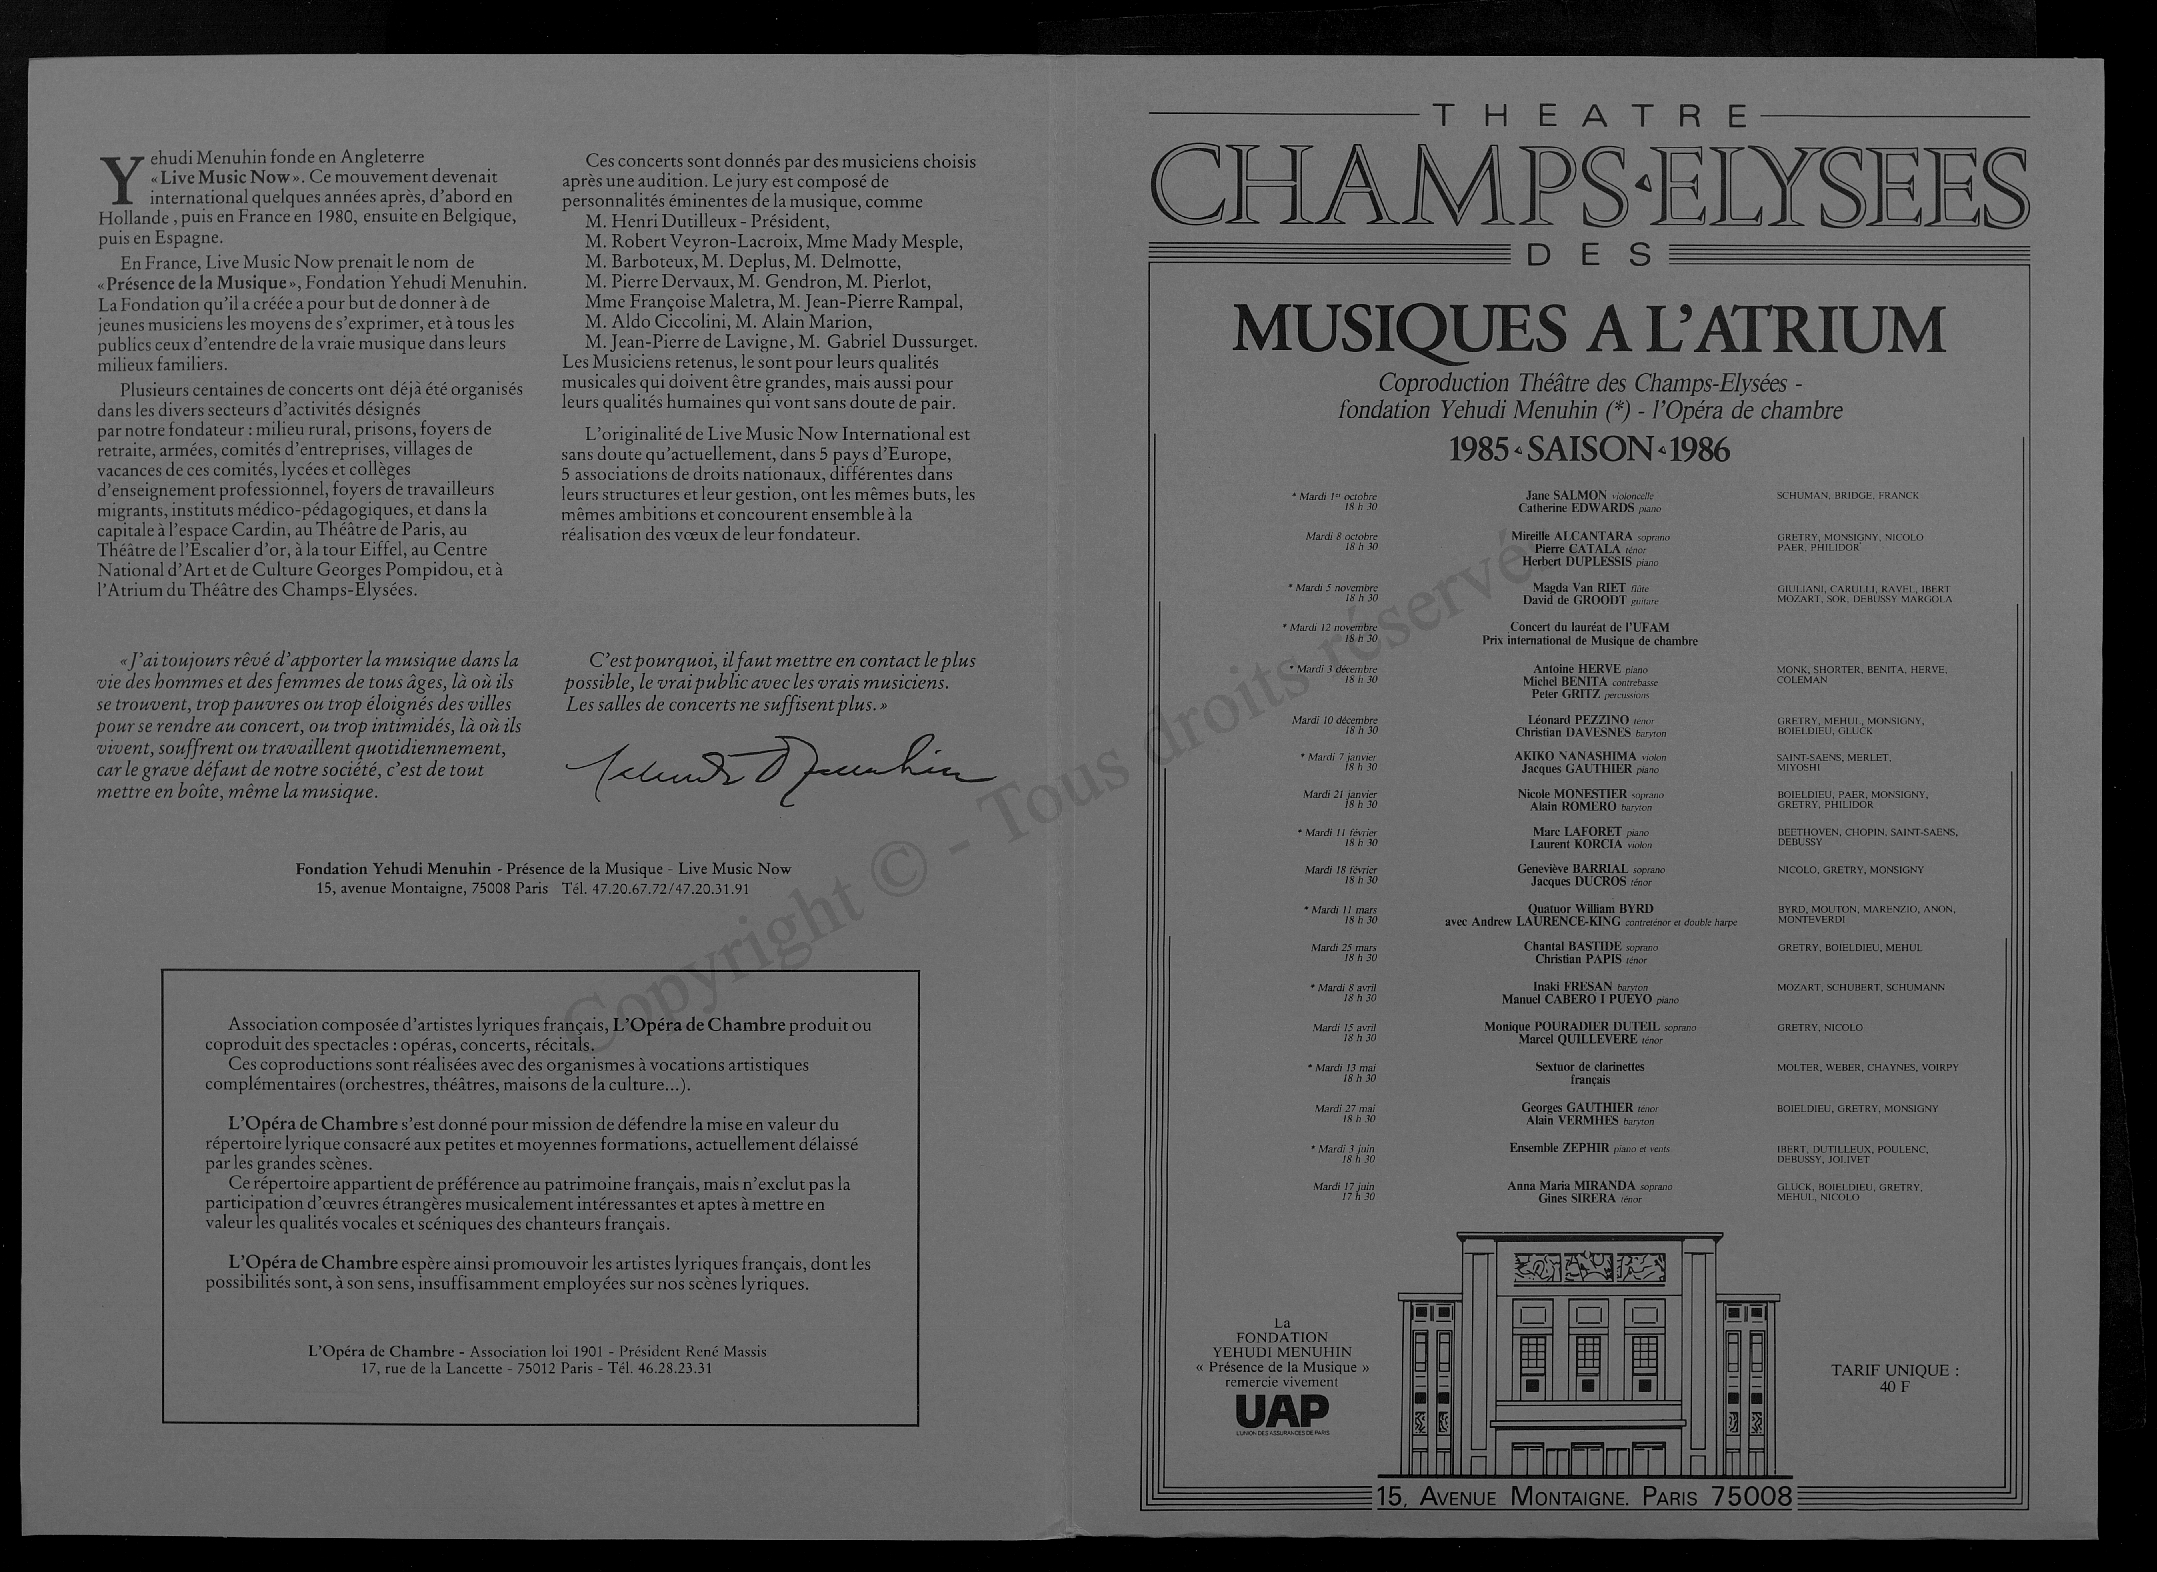 Yehudi Menuhin fonde en Angleterre
«Live Music Now». Ce mouvement devenait
international quelques années après, d'abord en
Hollande, puis en France en 1980, ensuite en Belgique,
puis en Espagne.
En France, Live Music Now prenait le nom de
«Présence de la Musique», Fondation Yehudi Menuhin.
La Fondation qu'il a créée a pour but de donner à de
jeunes musiciens les moyens de s'exprimer, et à tous les
publics ceux d'entendre de la vraie musique dans leurs
milieux familiers.
Plusieurs centaines de concerts ont déjà été organisés
dans les divers secteurs d'activités désignés
par notre fondateur : milieu rural, prisons, foyers de
retraite, armées, comités d'entreprises, villages de
vacances de ces comités, lycées et collèges
d'enseignement professionnel, foyers de travailleurs
migrants, instituts médico-pédagogiques, et dans la
capitale à l'espace Cardin, au Théâtre de Paris, au
Théâtre de l'Escalier d'or, à la tour Eiffel, au Centre
National d'Art et de Culture Georges Pompidou, et à
l'Atrium du Théâtre des Champs-Elysées.
Ces concerts sont donnés par des musiciens choisis
après une audition. Le jury est composé de
personnalités éminentes de la musique, comme
M. Henri Dutilleux - Président,
M. Robert Veyron-Lacroix, Mme Mady Mesple,
M. Barboteux, M. Deplus, M. Delmotte,
M. Pierre Dervaux, M. Gendron, M. Pierlot,
Mme Françoise Maletra, M. Jean-Pierre Rampal,
M. Aldo Ciccolini, M. Alain Marion,
M. Jean-Pierre de Lavigne, M. Gabriel Dussurget.
Les Musiciens retenus, le sont pour leurs qualités
musicales qui doivent être grandes, mais aussi pour
leurs qualités humaines qui vont sans doute de pair.
L'originalité de Live Music Now International est
sans doute qu'actuellement, dans 5 pays d'Europe,
5 associations de droits nationaux, différentes dans
leurs structures et leur gestion, ont les mêmes buts, les
mêmes ambitions et concourent ensemble à la
réalisation des vœux de leur fondateur.
«J'ai toujours rêvé d'apporter la musique dans la
vie des hommes et des femmes de tous âges, là où ils
se trouvent, trop pauvres ou trop éloignés des villes
pour se rendre au concert, ou trop intimidés, là où ils
vivent, souffrent ou travaillent quotidiennement,
car le grave défaut de notre société, c'est de tout
mettre en boîte, même la musique.
C'est pourquoi, il faut mettre en contact le plus
possible, le vrai public avec les vrais musiciens.
Les salles de concerts ne suffisent plus.»
Yehudi Menuhin
Fondation Yehudi Menuhin - Présence de la Musique - Live Music Now
15, avenue Montaigne, 75008 Paris Tél. 47.20.67.72/47.20.31.91
Association composée d'artistes lyriques français, L'Opéra de Chambre produit ou
coproduit des spectacles : opéras, concerts, récitals.
Ces coproductions sont réalisées avec des organismes à vocations artistiques
complémentaires (orchestres, théâtres, maisons de la culture...).
L'Opéra de Chambre s'est donné pour mission de défendre la mise en valeur du
répertoire lyrique consacré aux petites et moyennes formations, actuellement délaissé
par les grandes scènes.
Ce répertoire appartient de préférence au patrimoine français, mais n'exclut pas la
participation d'œuvres étrangères musicalement intéressantes et aptes à mettre en
valeur les qualités vocales et scéniques des chanteurs français.
L'Opéra de Chambre espère ainsi promouvoir les artistes lyriques français, dont les
possibilités sont, à son sens, insuffisamment employées sur nos scènes lyriques.
L'Opéra de Chambre - Association loi 1901 - Président René Massis
17, rue de la Lancette - 75012 Paris - Tél. 46.28.23.31
Copyright © - Tous droits réservés
THEATRE
CHAMPS-ELYSEES
DES
MUSIQUES A L'ATRIUM
Coproduction Théâtre des Champs-Elysées -
fondation Yehudi Menuhin (*) - l'Opéra de chambre
1985 SAISON 1986
* Mardi 1er octobre Jane SALMON violoncelle SCHUMAN, BRIDGE, FRANCK
18 h 30 Catherine EDWARDS piano
Mardi 8 octobre Mireille ALCANTARA soprano GRETRY, MONSIGNY, NICOLO
18 h 30 Pierre CATALA ténor PAER, PHILIDOR
Herbert DUPLESSIS piano
* Mardi 5 novembre Magda Van RIET flûte GIULIANI, CARULLI, RAVEL, IBERT
18 h 30 David de GROODT guitare MOZART, SOR, DEBUSSY MARGOLA
* Mardi 12 novembre Concert du lauréat de l'UFAM
18 h 30 Prix international de Musique de chambre
* Mardi 3 décembre Antoine HERVE piano MONK, SHORTER, BENITA, HERVE,
18 h 30 Michel BENITA contrebasse COLEMAN
Peter GRITZ percussions
Mardi 10 décembre Léonard PEZZINO ténor GRETRY, MEHUL, MONSIGNY,
18 h 30 Christian DAVESNES baryton BOIELDIEU, GLUCK
* Mardi 7 janvier AKIKO NANASHIMA violon SAINT-SAENS, MERLET,
18 h 30 Jacques GAUTHIER piano MIYOSHI
Mardi 21 janvier Nicole MONESTIER soprano BOIELDIEU, PAER, MONSIGNY,
18 h 30 Alain ROMERO baryton GRETRY, PHILIDOR
* Mardi 11 février Marc LAFORET piano BEETHOVEN, CHOPIN, SAINT-SAENS,
18 h 30 Laurent KORCIA violon DEBUSSY
Mardi 18 février Geneviève BARRIAL soprano NICOLO, GRETRY, MONSIGNY
18 h 30 Jacques DUCROS ténor
* Mardi 11 mars Quatuor William BYRD BYRD, MOUTON, MARENZIO, ANON,
18 h 30 avec Andrew LAURENCE-KING contreténor et double harpe MONTEVERDI
Mardi 25 mars Chantal BASTIDE soprano GRETRY, BOIELDIEU, MEHUL
18 h 30 Christian PAPIS ténor
* Mardi 8 avril Inaki FRESAN baryton MOZART, SCHUBERT, SCHUMANN
18 h 30 Manuel CABERO I PUEYO piano
Mardi 15 avril Monique POURADIER DUTEIL soprano GRETRY, NICOLO
18 h 30 Marcel QUILLEVERE ténor
* Mardi 13 mai Sextuor de clarinettes MOLTER, WEBER, CHAYNES, VOIRPY
18 h 30 français
Mardi 27 mai Georges GAUTHIER ténor BOIELDIEU, GRETRY, MONSIGNY
18 h 30 Alain VERMHES baryton
* Mardi 3 juin Ensemble ZEPHIR piano et vents IBERT, DUTILLEUX, POULENC,
18 h 30 DEBUSSY, JOLIVET
Mardi 17 juin Anna Maria MIRANDA soprano GLUCK, BOIELDIEU, GRETRY,
17 h 30 Gines SIRERA ténor MEHUL, NICOLO
La
FONDATION
YEHUDI MENUHIN
« Présence de la Musique »
remercie vivement
UAP
L'UNION DES ASSURANCES DE PARIS
TARIF UNIQUE :
40 F
15, AVENUE MONTAIGNE. PARIS 75008